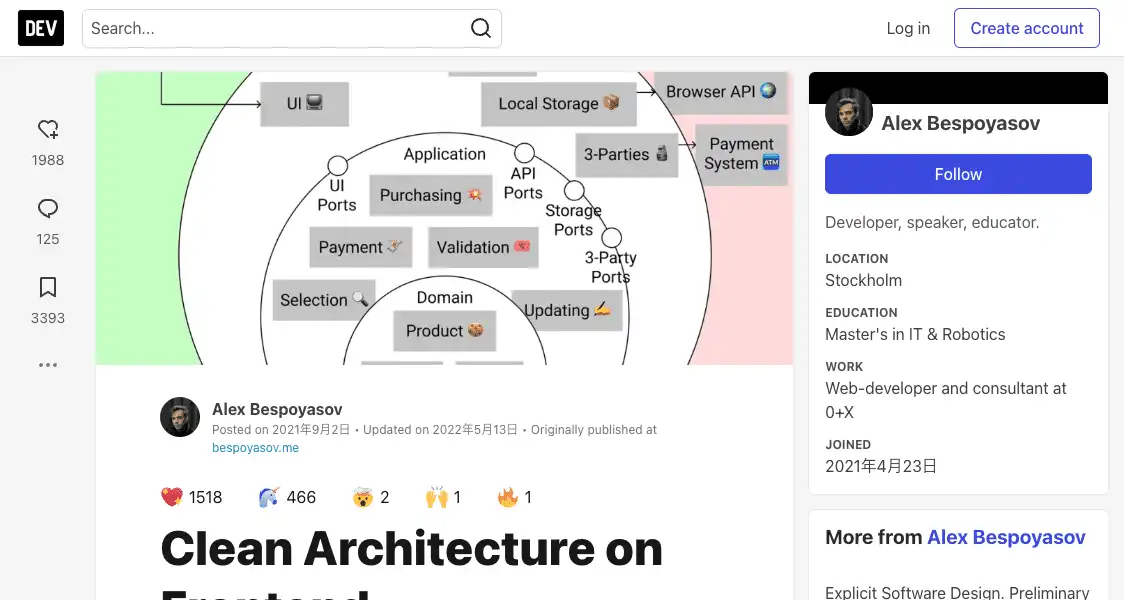 DEV
Search...
Log in
Create account
1988
125
3393
UI
Local Storage
Browser API
3-Parties
Payment
System
Application
UI
Ports
API
Ports
Storage
Ports
3-Party
Ports
Purchasing
Payment
Validation
Selection
Updating
Domain
Product
Alex Bespoyasov
Posted on 2021年9月2日 • Updated on 2022年5月13日 • Originally published at
bespoyasov.me
1518
466
2
1
1
Clean Architecture on
Frontend
Alex Bespoyasov
Follow
Developer, speaker, educator.
LOCATION
Stockholm
EDUCATION
Master's in IT & Robotics
WORK
Web-developer and consultant at
0+X
JOINED
2021年4月23日
More from Alex Bespoyasov
Explicit Software Design. Preliminary